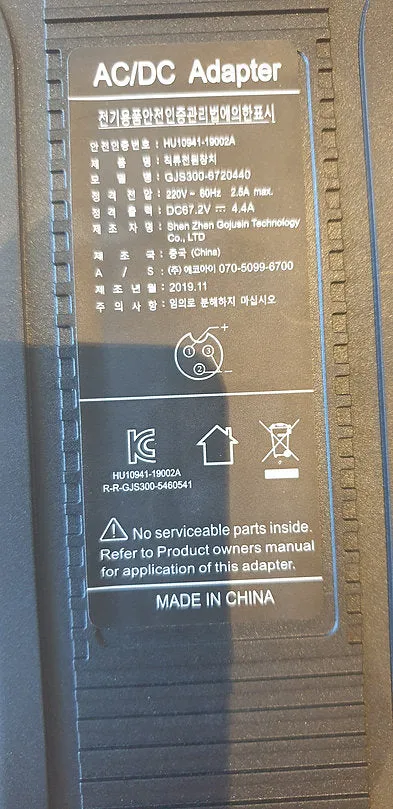 AC/DC Adapter
전기용품안전인증관리법에의한표시
안전인증번호 : HU10941-19002A
제 품 명 : 직류전원장치
모 델 명 : GJS300-6720440
정 격 전 압 : 220V~ 60Hz 2.5A max.
정 격 출 력 : DC67.2V ⎓ 4.4A
제 조 자 명 : Shen Zhen Gojusin Technology
Co., LTD
제 조 국 : 중국 (China)
A / S : (주) 에코아이 070-5099-6700
제 조 년 월 : 2019.11
주 의 사 항 : 임의로 분해하지 마십시오
+
1 3
2 -
HU10941-19002A
R-R-GJS300-5460541
No serviceable parts inside.
Refer to Product owners manual
for application of this adapter.
MADE IN CHINA